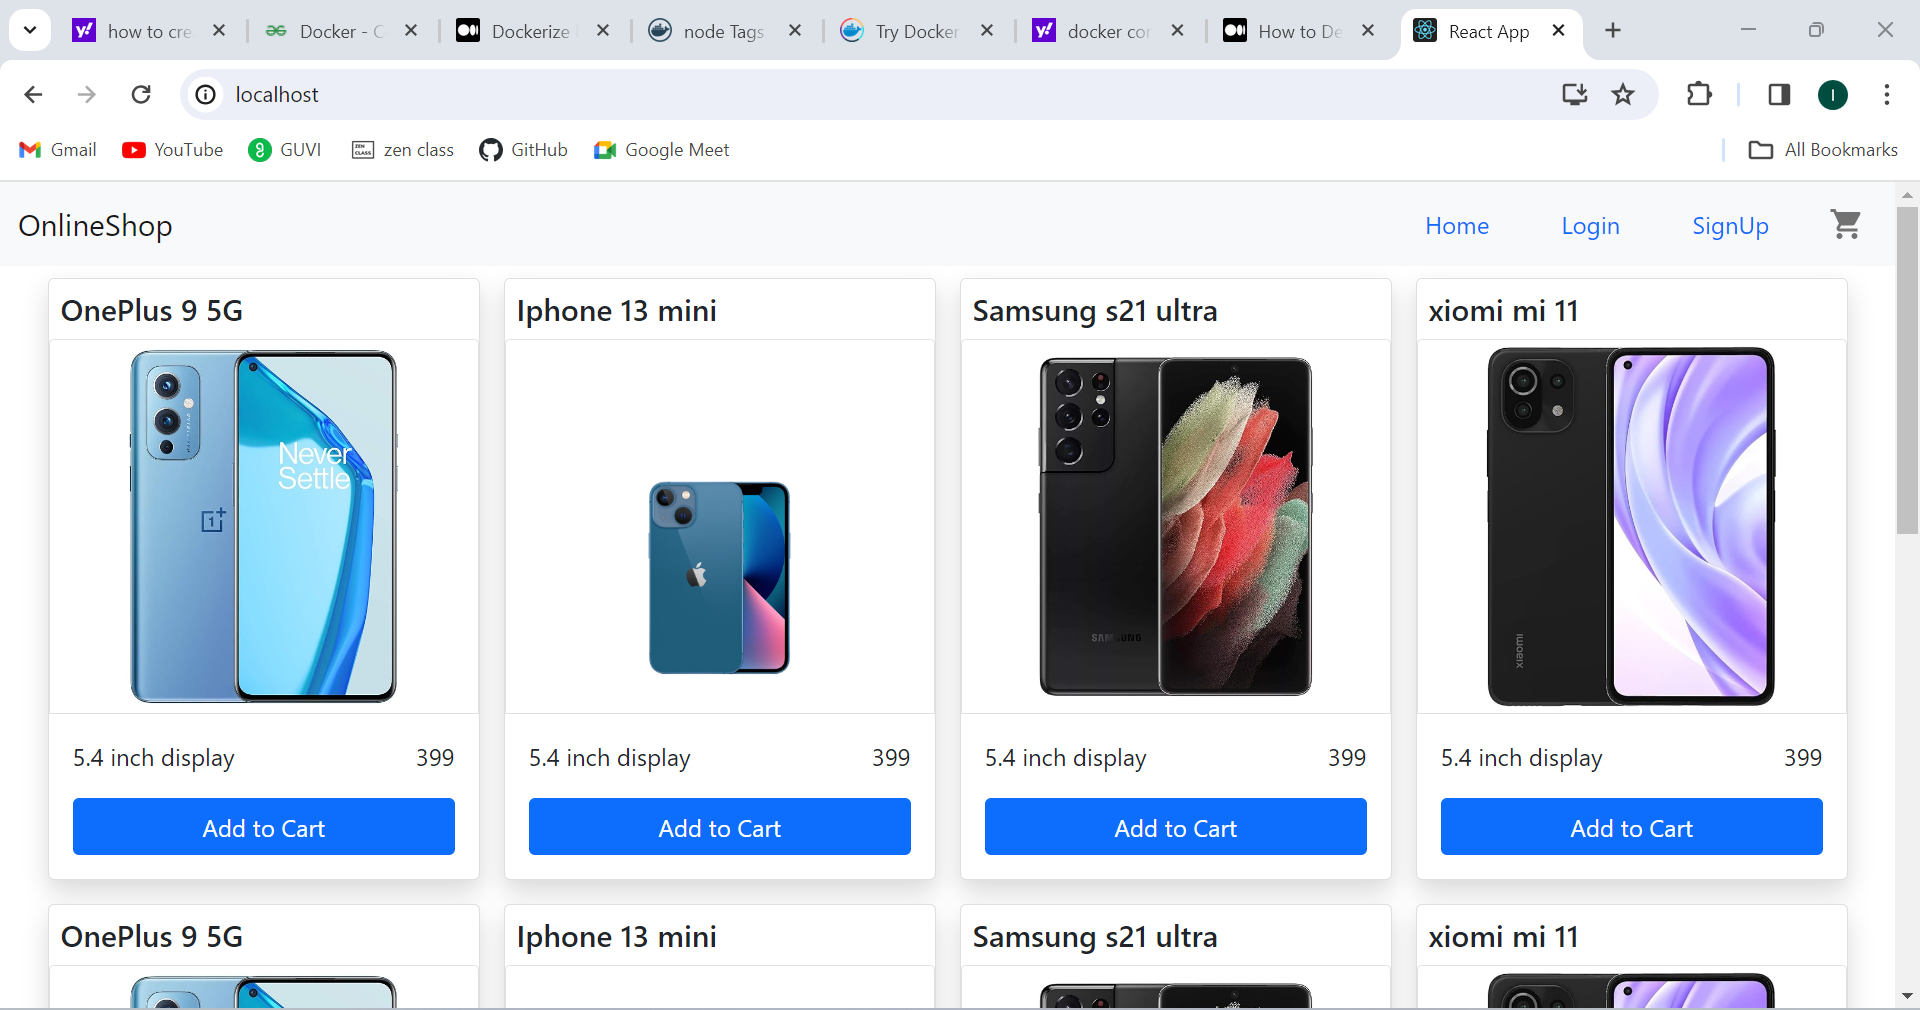 how to cre
Docker - C
Dockerize
node Tags
Try Docker
docker cor
How to De
React App
localhost
I
Gmail
YouTube
GUVI
ZEN CLASS
zen class
GitHub
Google Meet
All Bookmarks
OnlineShop
Home
Login
SignUp
OnePlus 9 5G
Iphone 13 mini
Samsung s21 ultra
xiomi mi 11
Never
Settle
SAMSUNG
xiaomi
5.4 inch display 399
5.4 inch display 399
5.4 inch display 399
5.4 inch display 399
Add to Cart
Add to Cart
Add to Cart
Add to Cart
OnePlus 9 5G
Iphone 13 mini
Samsung s21 ultra
xiomi mi 11